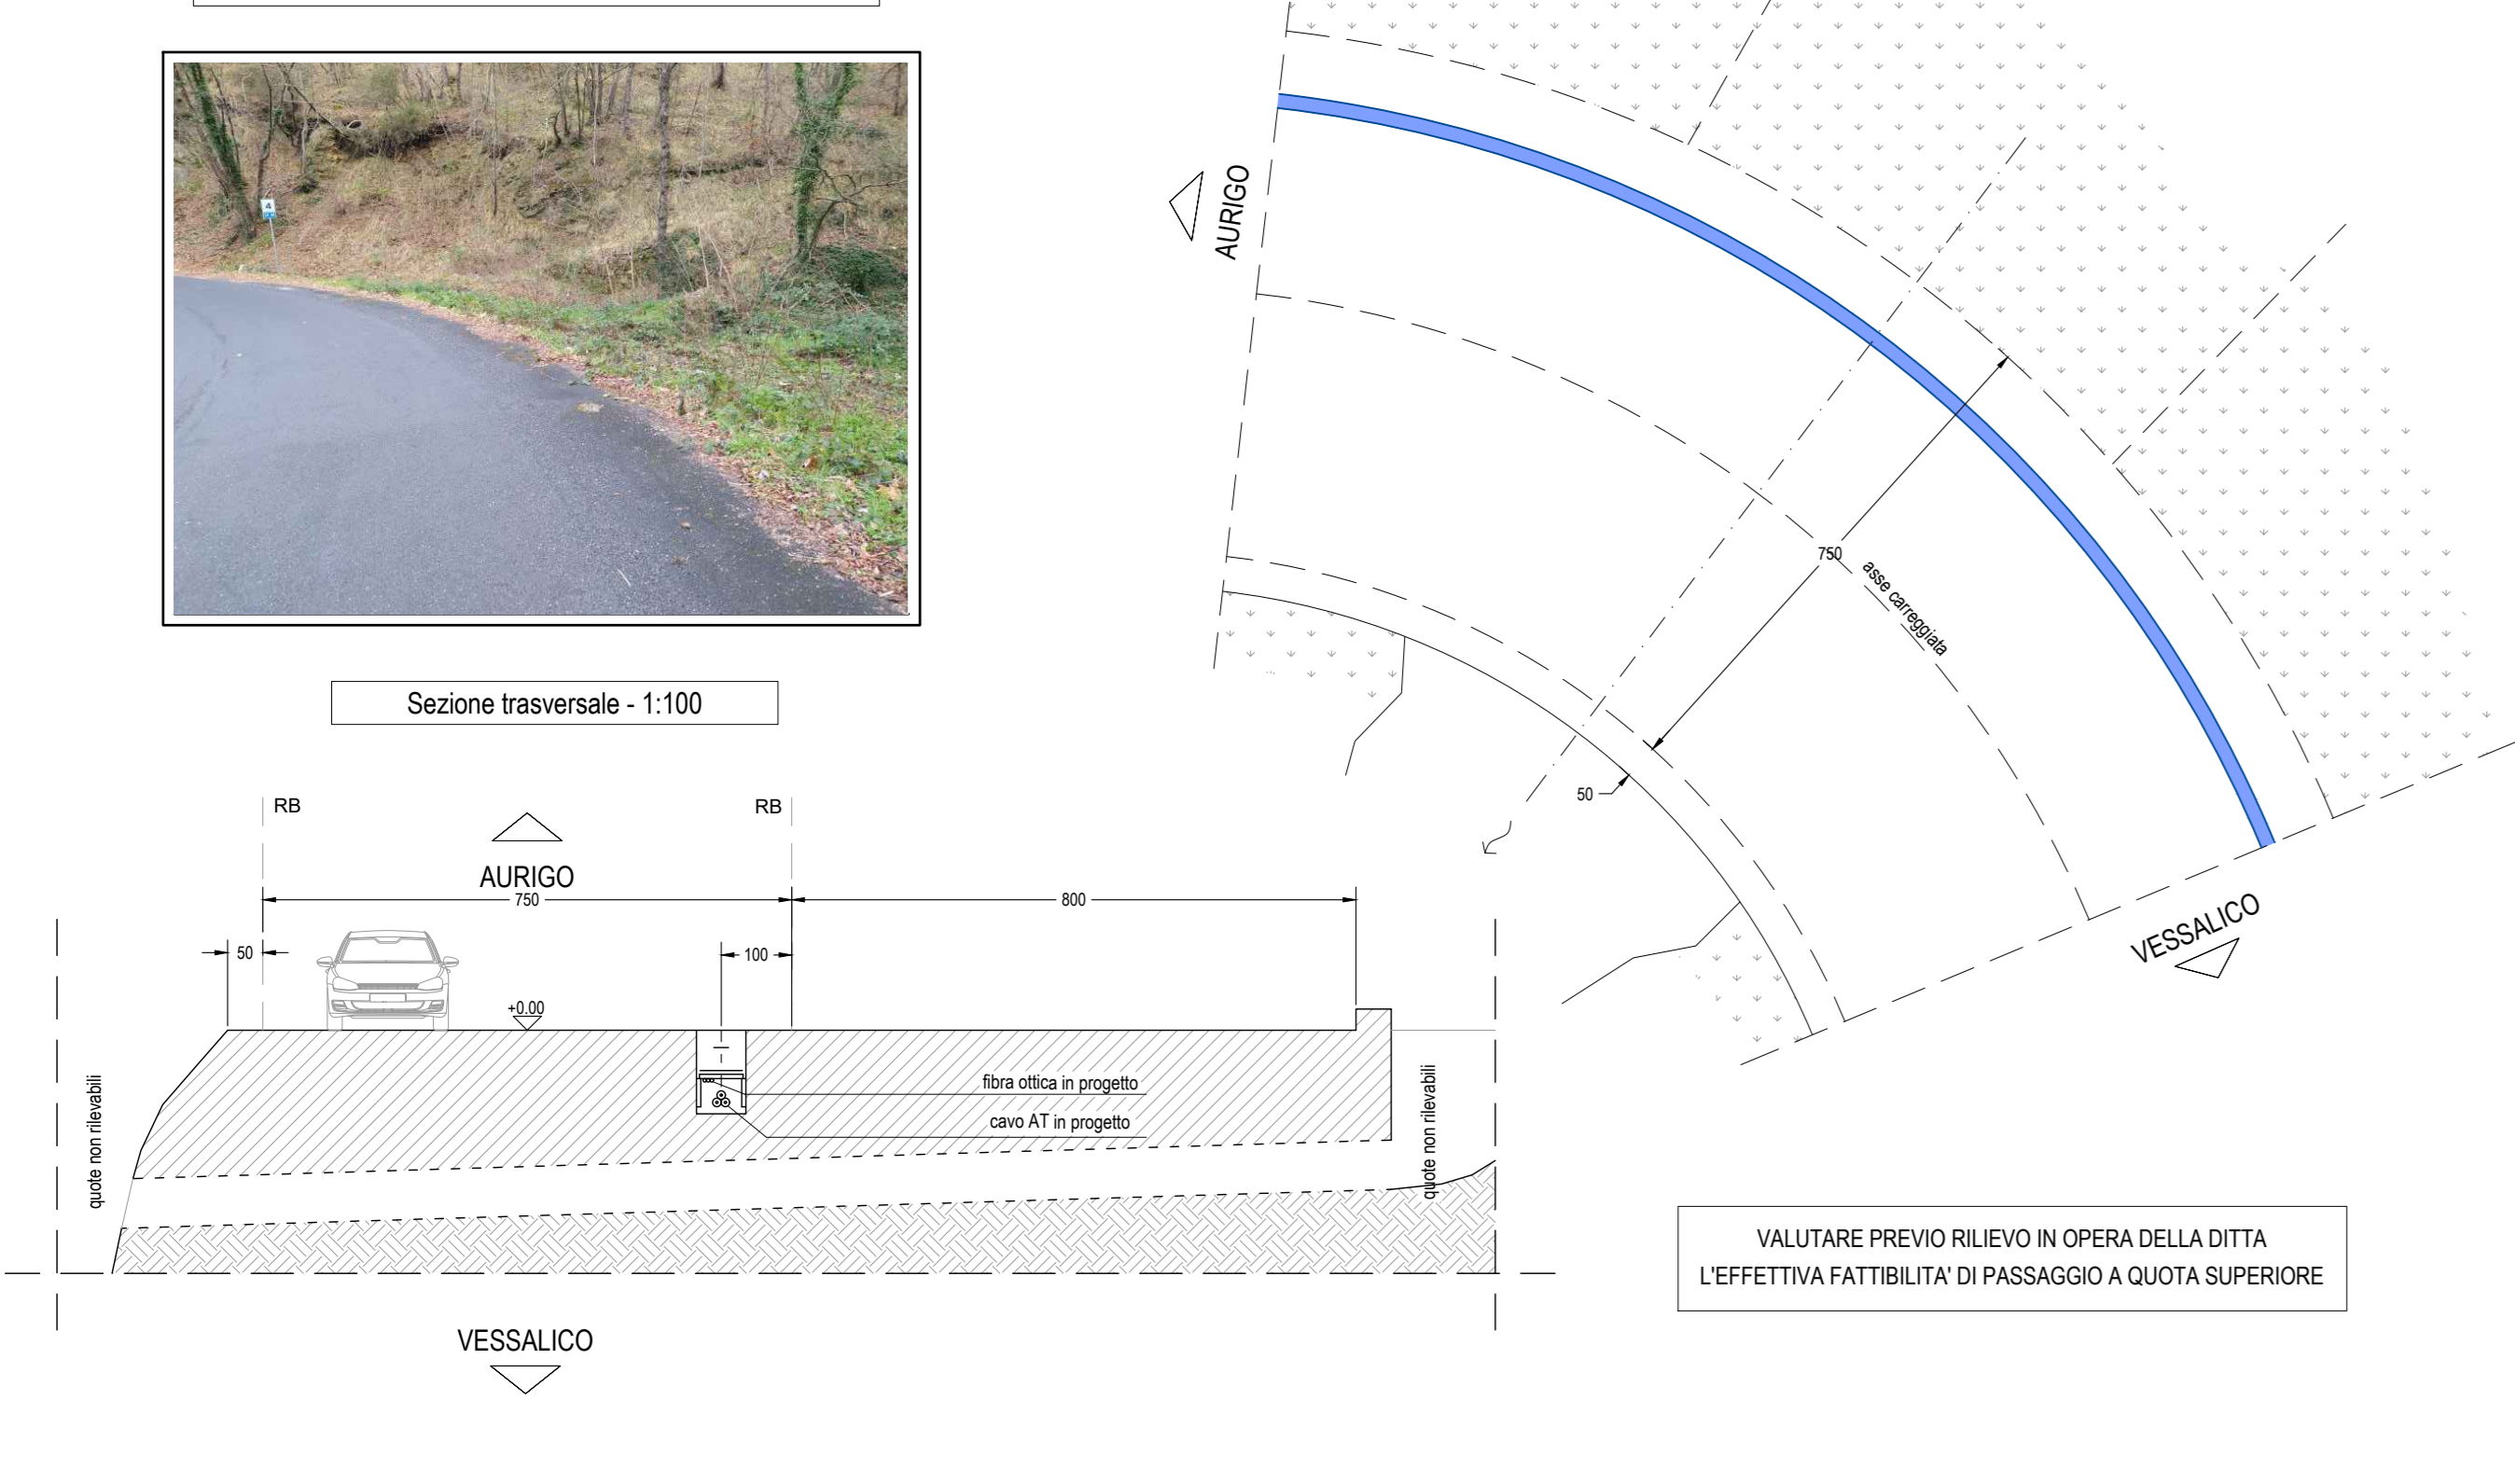 4
AURIGO
750
asse carreggiata
50
VESSALICO
Sezione trasversale - 1:100
RB
RB
AURIGO
750
800
50
100
+0.00
fibra ottica in progetto
cavo AT in progetto
quote non rilevabili
quote non rilevabili
VESSALICO
VALUTARE PREVIO RILIEVO IN OPERA DELLA DITTA
L'EFFETTIVA FATTIBILITA' DI PASSAGGIO A QUOTA SUPERIORE